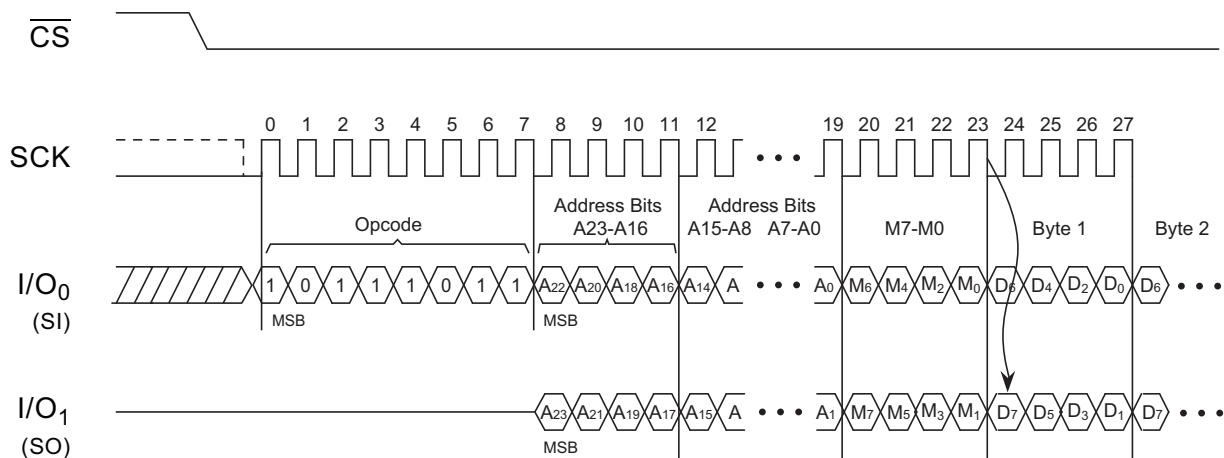 CS
0 1 2 3 4 5 6 7 8 9 10 11 12 19 20 21 22 23 24 25 26 27
SCK
Opcode
Address Bits
A23-A16
Address Bits
A15-A8 A7-A0
M7-M0
Byte 1
Byte 2
I/O0
(SI)
1 0 1 1 1 0 1 1 A22 A20 A18 A16 A14 A A0 M6 M4 M2 M0 D6 D4 D2 D0 D6
MSB MSB
I/O1
(SO)
A23 A21 A19 A17 A15 A A1 M7 M5 M3 M1 D7 D5 D3 D1 D7
MSB